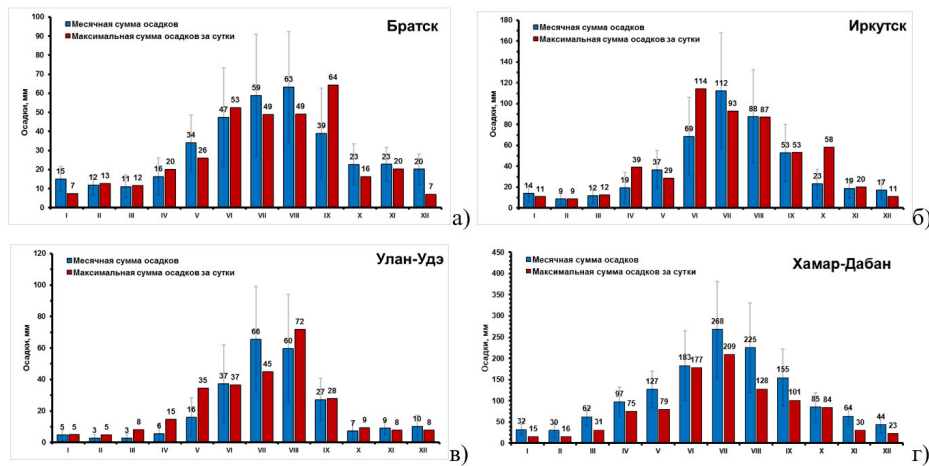 Братск
Месячная сумма осадков
Максимальная сумма осадков за сутки
Осадки, мм
100
90
80
70
60
50
40
30
20
10
0
15 7 12 13 11 12 16 20 34 26 47 53 59 49 63 49 39 64 23 16 23 20 20 7
I II III IV V VI VII VIII IX X XI XII
а)
Иркутск
Месячная сумма осадков
Максимальная сумма осадков за сутки
Осадки, мм
180
160
140
120
100
80
60
40
20
0
14 11 9 9 12 12 19 39 37 29 69 114 112 93 88 87 53 53 23 58 19 20 17 11
I II III IV V VI VII VIII IX X XI XII
б)
Улан-Удэ
Месячная сумма осадков
Максимальная сумма осадков за сутки
Осадки, мм
120
100
80
60
40
20
0
5 5 3 5 3 8 6 15 16 35 37 37 66 45 60 72 27 28 7 9 9 8 10 8
I II III IV V VI VII VIII IX X XI XII
в)
Хамар-Дабан
Месячная сумма осадков
Максимальная сумма осадков за сутки
Осадки, мм
450
400
350
300
250
200
150
100
50
0
32 15 30 16 62 31 97 75 127 79 183 177 268 209 225 128 155 101 85 84 64 30 44 23
I II III IV V VI VII VIII IX X XI XII
г)